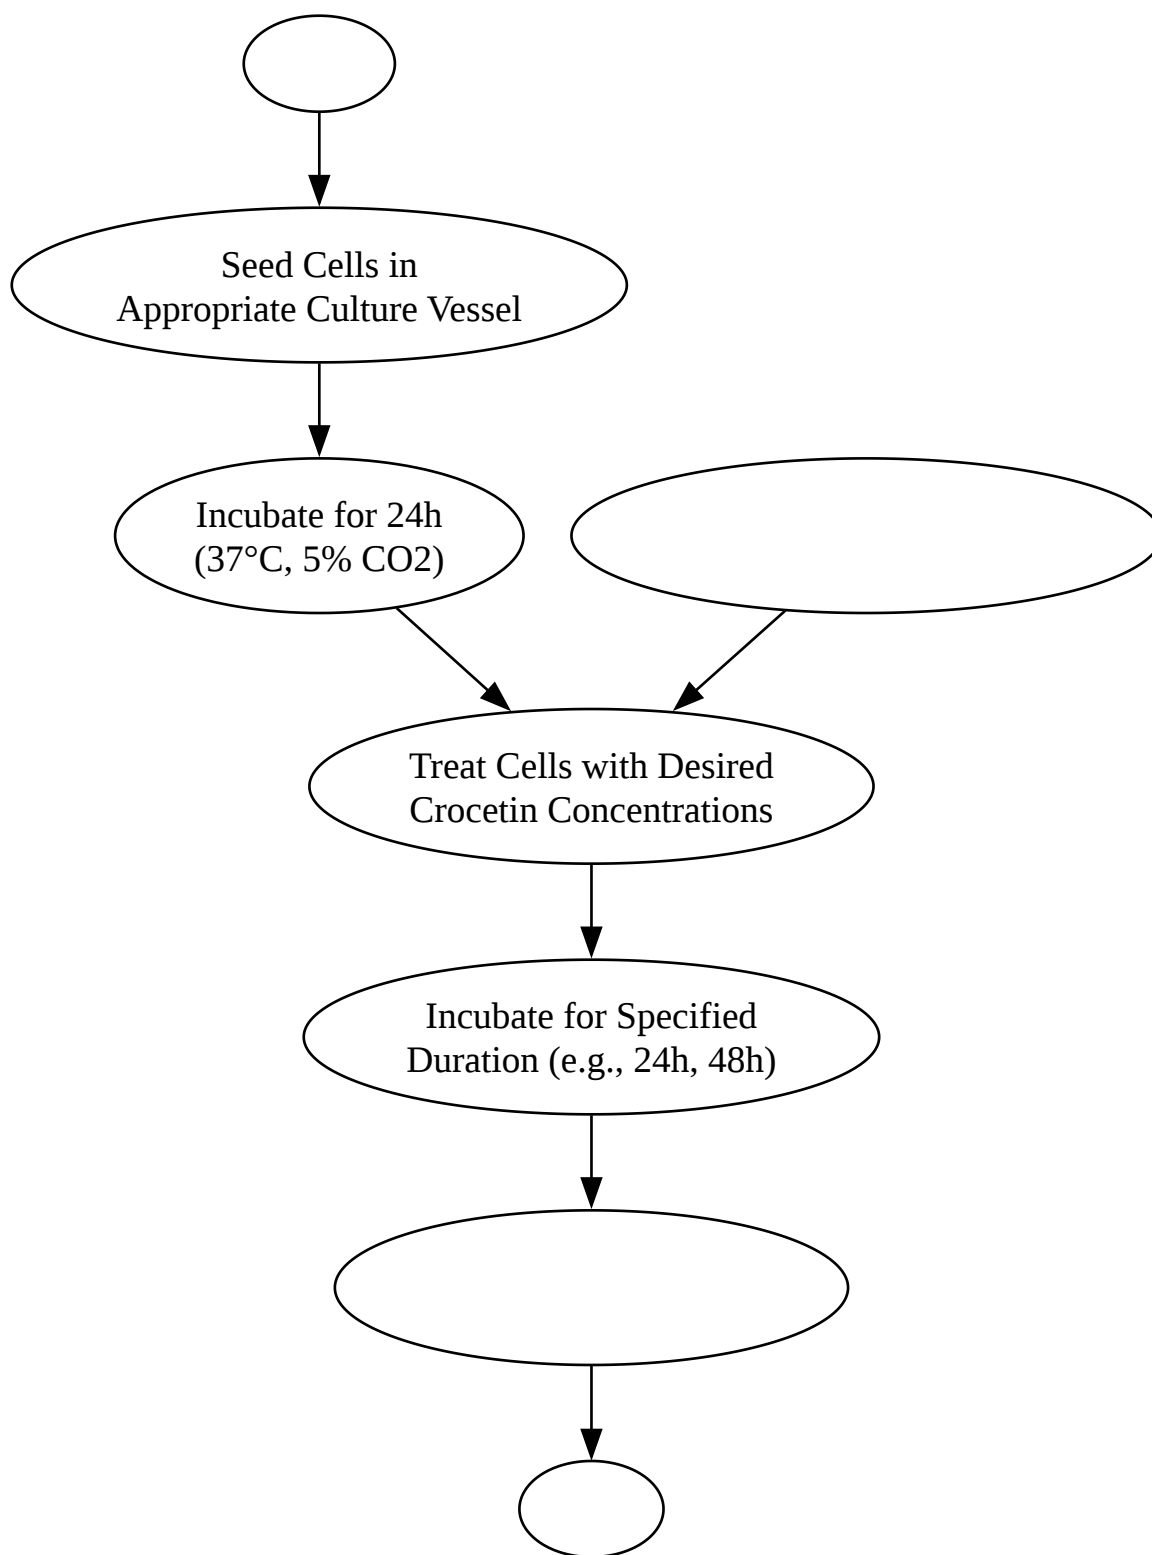 Seed Cells in
Appropriate Culture Vessel
Incubate for 24h
(37°C, 5% CO2)
Treat Cells with Desired
Crocetin Concentrations
Incubate for Specified
Duration (e.g., 24h, 48h)